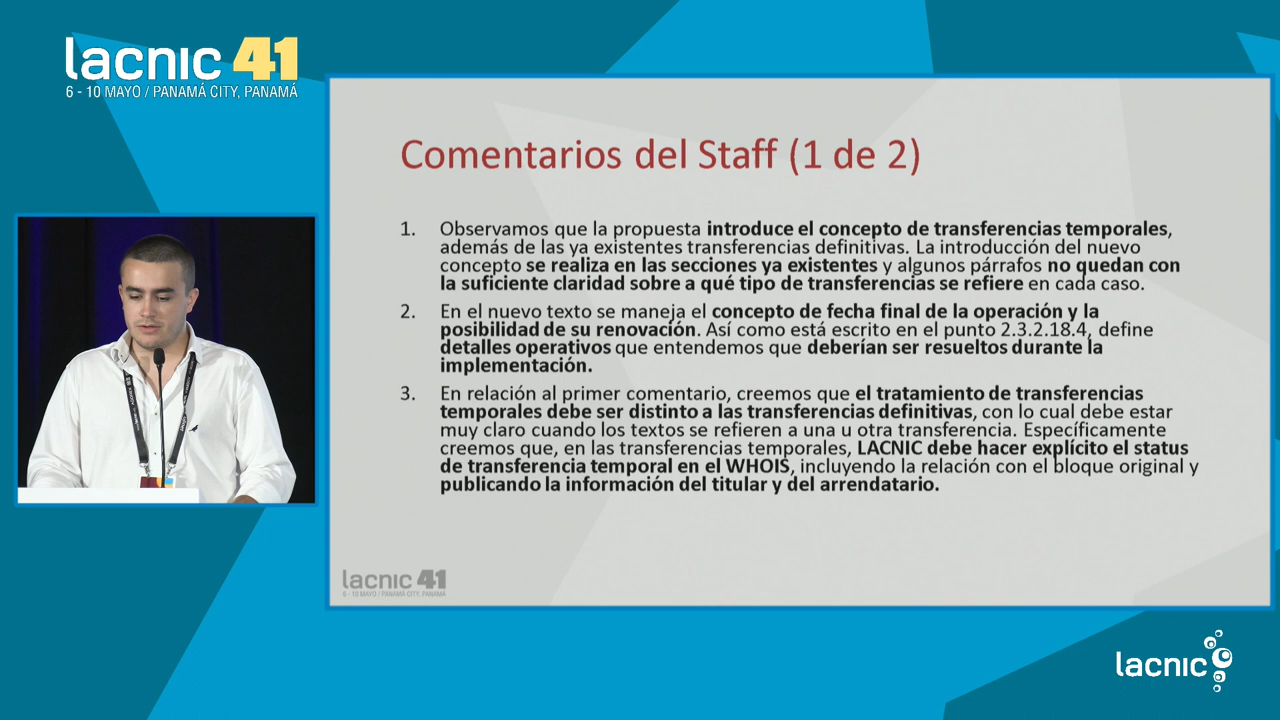 lacnic 41
6 - 10 MAYO / PANAMÁ CITY, PANAMÁ
Comentarios del Staff (1 de 2)
1. Observamos que la propuesta introduce el concepto de transferencias temporales,
además de las ya existentes transferencias definitivas. La introducción del nuevo
concepto se realiza en las secciones ya existentes y algunos párrafos no quedan con
la suficiente claridad sobre a qué tipo de transferencias se refiere en cada caso.
2. En el nuevo texto se maneja el concepto de fecha final de la operación y la
posibilidad de su renovación. Así como está escrito en el punto 2.3.2.18.4, define
detalles operativos que entendemos que deberían ser resueltos durante la
implementación.
3. En relación al primer comentario, creemos que el tratamiento de transferencias
temporales debe ser distinto a las transferencias definitivas, con lo cual debe estar
muy claro cuando los textos se refieren a una u otra transferencia. Específicamente
creemos que, en las transferencias temporales, LACNIC debe hacer explícito el status
de transferencia temporal en el WHOIS, incluyendo la relación con el bloque original y
publicando la información del titular y del arrendatario.
lacnic 41
6 - 10 MAYO / PANAMÁ CITY, PANAMÁ
lacnic